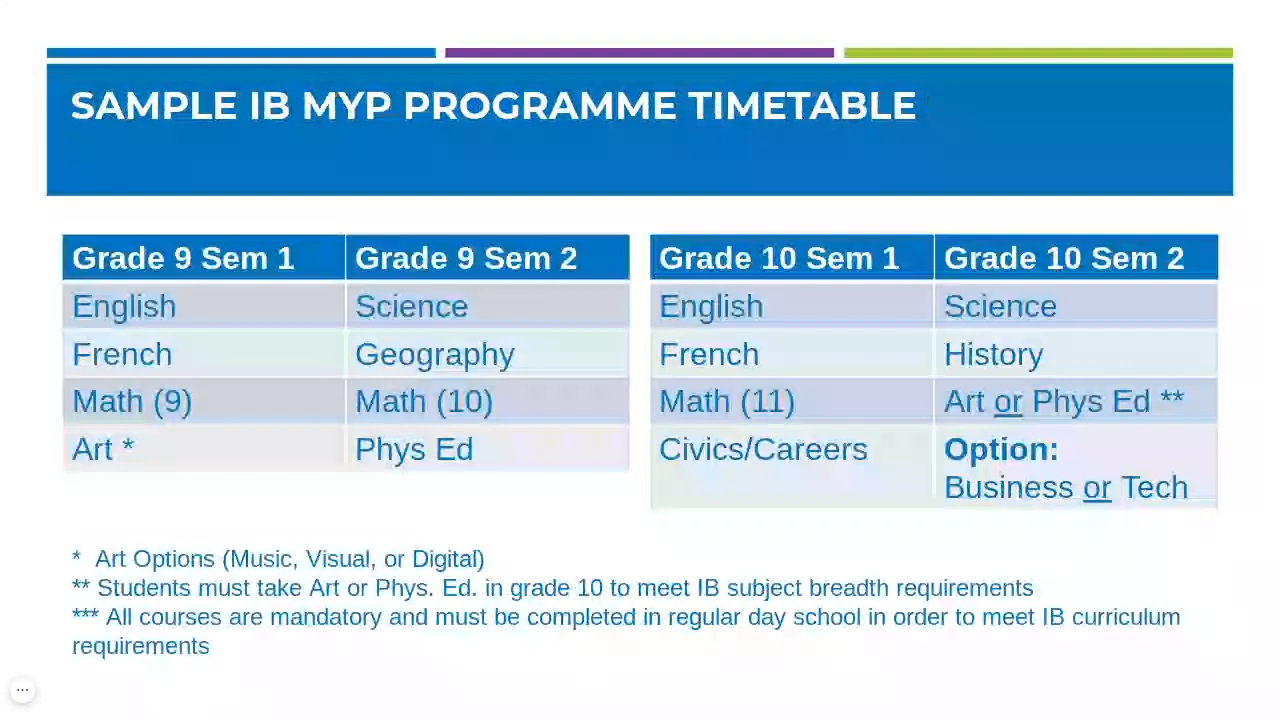 SAMPLE IB MYP PROGRAMME TIMETABLE
Grade 9 Sem 1 Grade 9 Sem 2
English Science
French Geography
Math (9) Math (10)
Art * Phys Ed
Grade 10 Sem 1 Grade 10 Sem 2
English Science
French History
Math (11) Art or Phys Ed **
Civics/Careers Option:
Business or Tech
* Art Options (Music, Visual, or Digital)
** Students must take Art or Phys. Ed. in grade 10 to meet IB subject breadth requirements
*** All courses are mandatory and must be completed in regular day school in order to meet IB curriculum
requirements